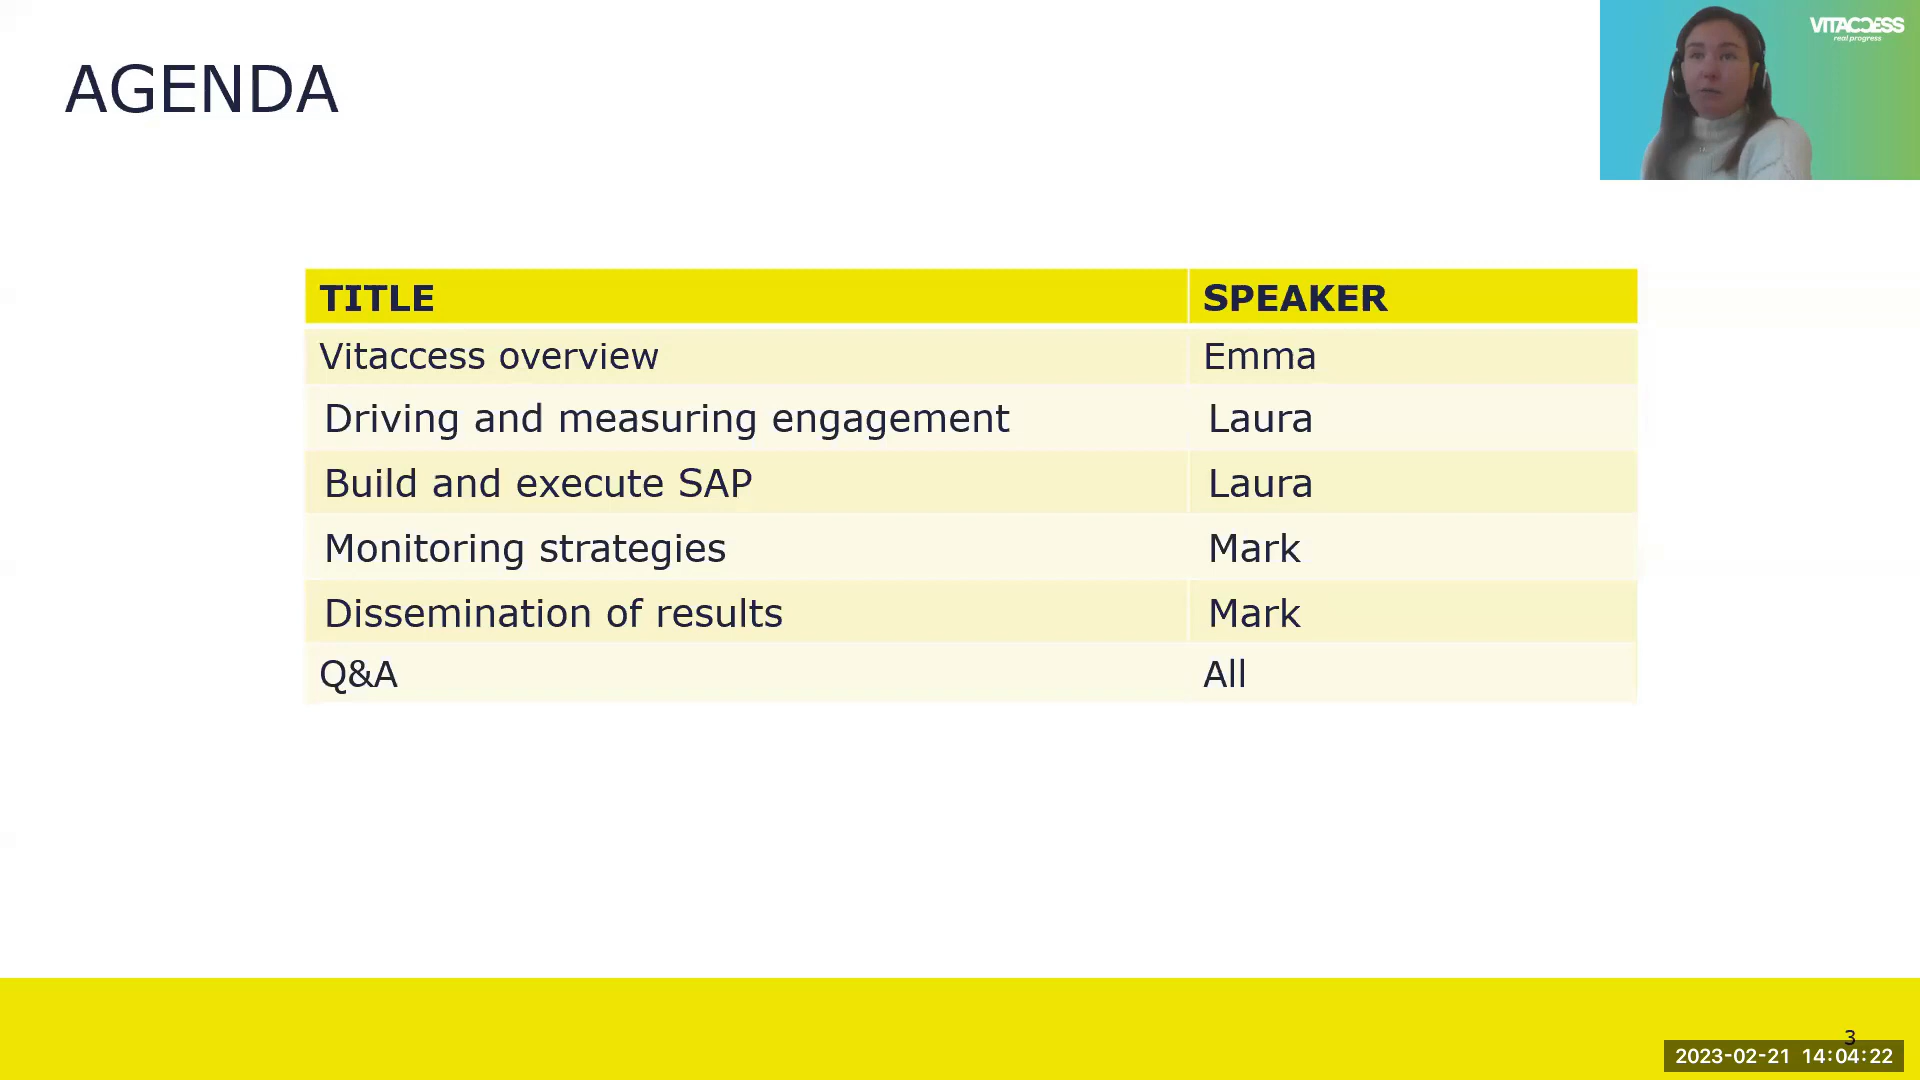 AGENDA
VITACCESS
real progress
TITLE SPEAKER
Vitaccess overview Emma
Driving and measuring engagement Laura
Build and execute SAP Laura
Monitoring strategies Mark
Dissemination of results Mark
Q&A All
3
2023-02-21 14:04:22